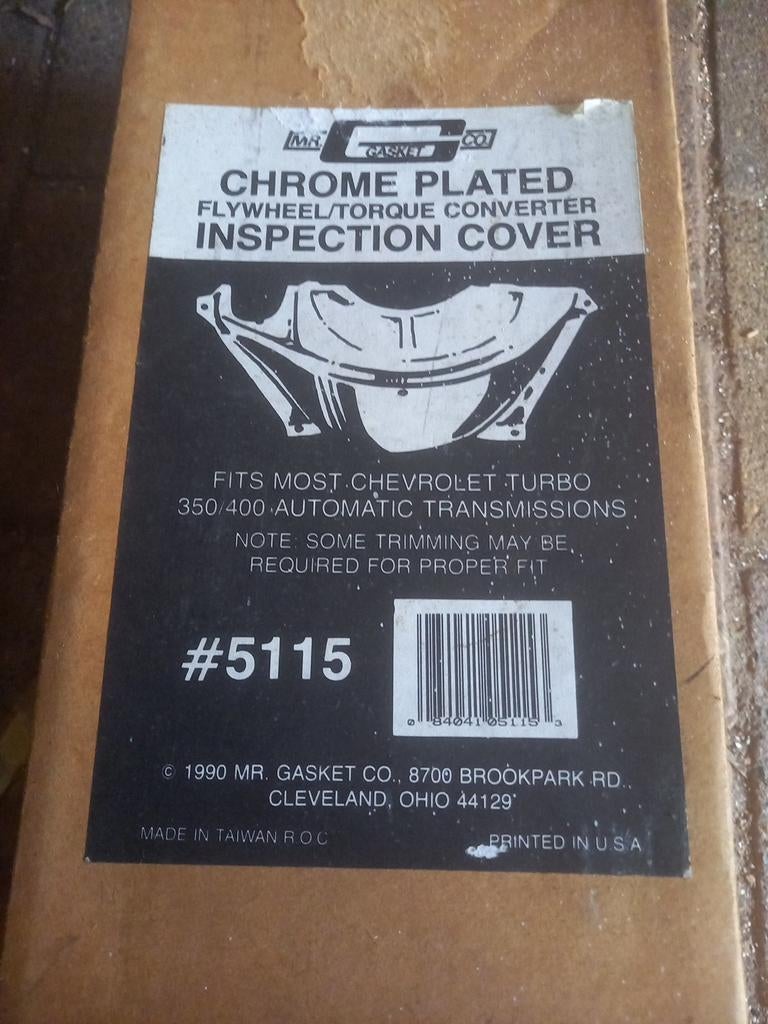 MR. GASKET CO.
CHROME PLATED
FLYWHEEL/TORQUE CONVERTER
INSPECTION COVER
FITS MOST CHEVROLET TURBO
350/400 AUTOMATIC TRANSMISSIONS
NOTE: SOME TRIMMING MAY BE
REQUIRED FOR PROPER FIT
#5115
0 84041 05115 3
© 1990 MR. GASKET CO., 8700 BROOKPARK RD.,
CLEVELAND, OHIO 44129
MADE IN TAIWAN R.O.C.
PRINTED IN U.S.A.